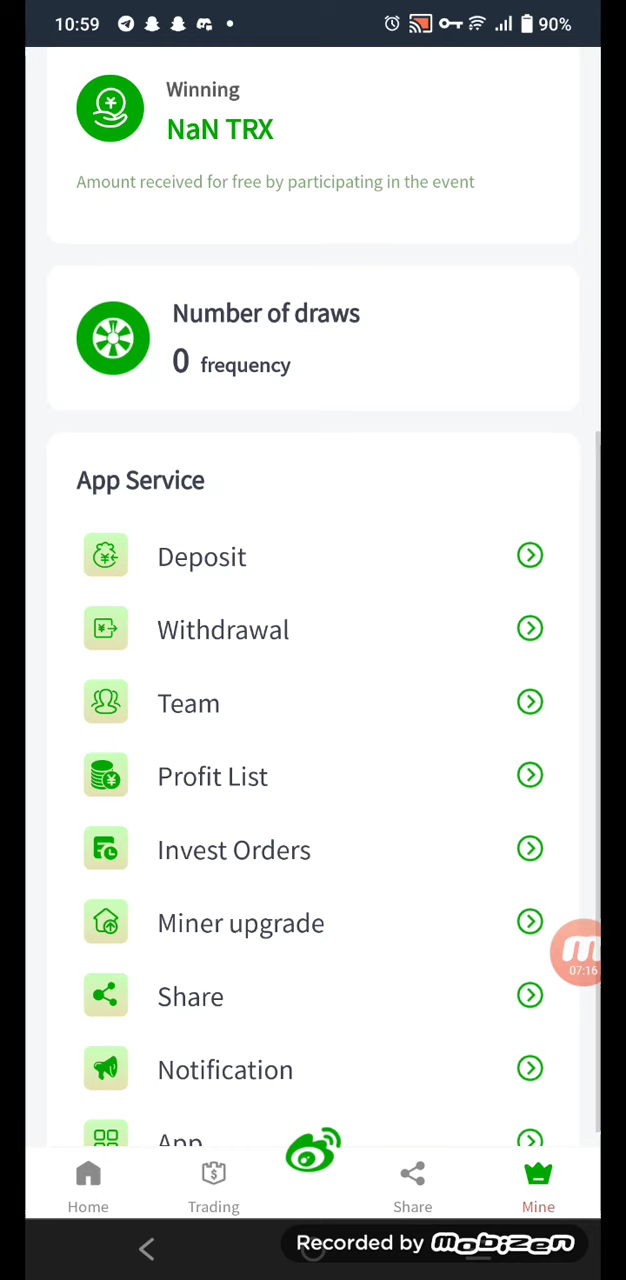 10:59
90%
Winning
NaN TRX
Amount received for free by participating in the event
Number of draws
0 frequency
App Service
Deposit
Withdrawal
Team
Profit List
Invest Orders
Miner upgrade
Share
07:16
Notification
App
Home
Trading
Share
Mine
Recorded by mobizen